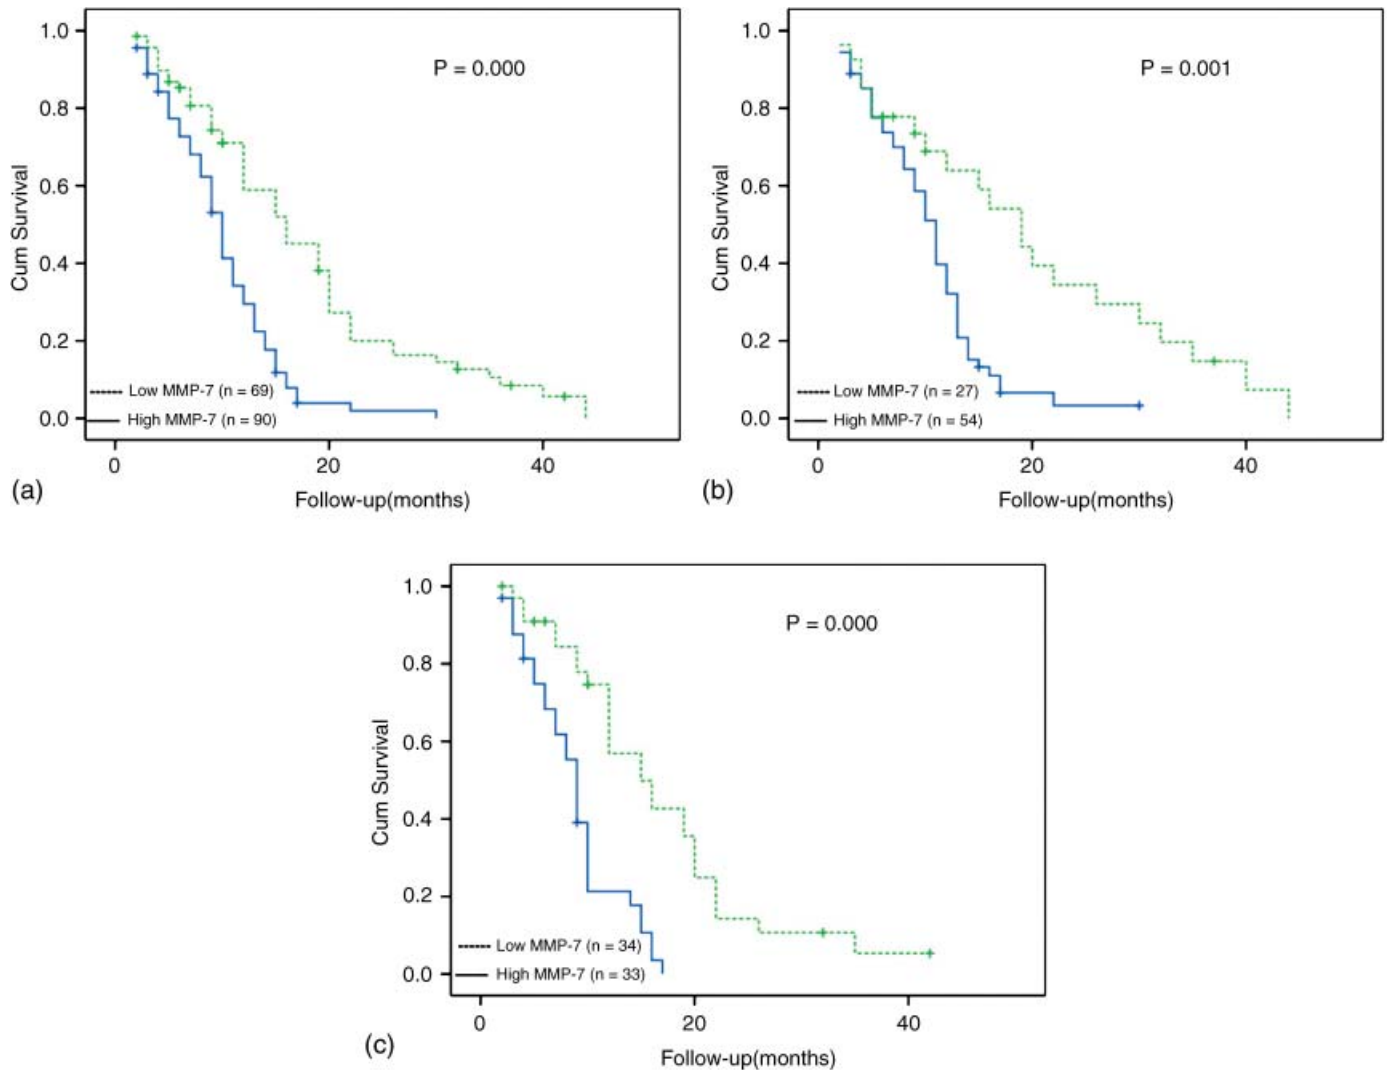 P = 0.000
1.0
0.8
0.6
0.4
0.2
0.0
Cum Survival
Low MMP-7 (n = 69)
High MMP-7 (n = 90)
0 20 40
Follow-up(months)
(a)
P = 0.001
1.0
0.8
0.6
0.4
0.2
0.0
Cum Survival
Low MMP-7 (n = 27)
High MMP-7 (n = 54)
0 20 40
Follow-up(months)
(b)
P = 0.000
1.0
0.8
0.6
0.4
0.2
0.0
Cum Survival
Low MMP-7 (n = 34)
High MMP-7 (n = 33)
0 20 40
Follow-up(months)
(c)